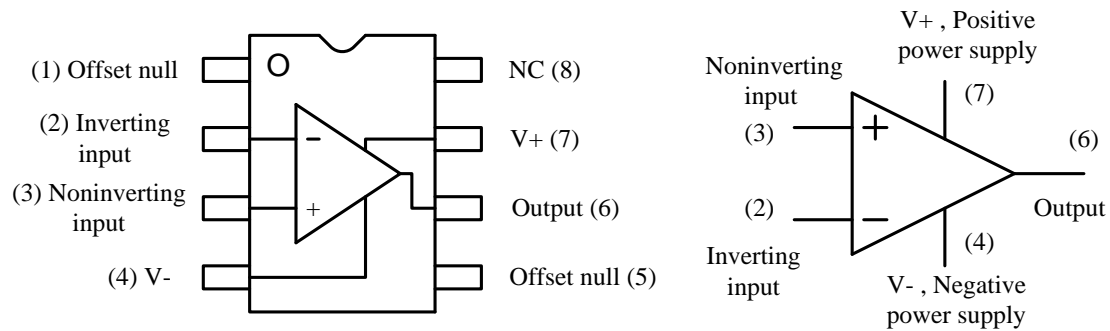 (1) Offset null
(2) Inverting
input
(3) Noninverting
input
(4) V-
O
-
+
NC (8)
V+ (7)
Output (6)
Offset null (5)
V+ , Positive
power supply
(7)
Noninverting
input
(3)
+
(6)
Output
(2)
-
Inverting
input
(4)
V- , Negative
power supply